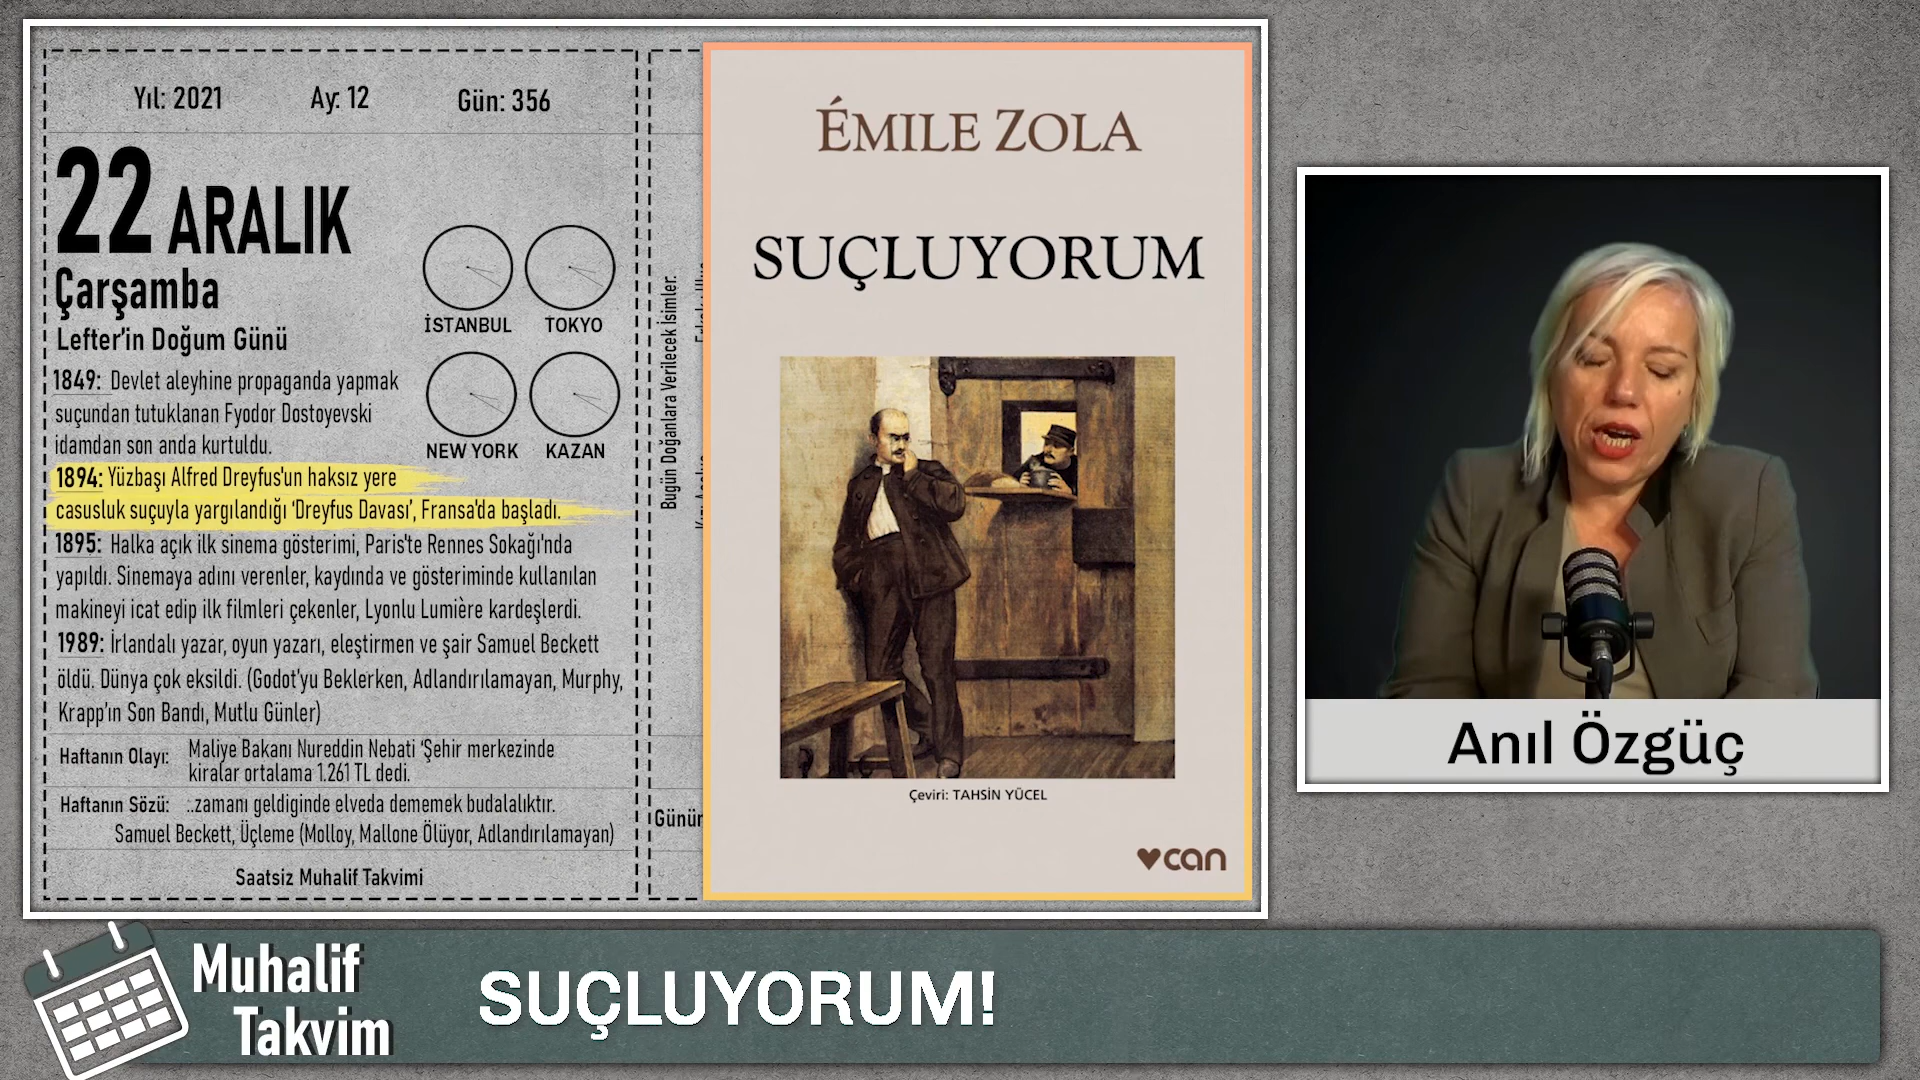 Yıl: 2021 Ay: 12 Gün: 356
22 ARALIK
Çarşamba
Lefter'in Doğum Günü
İSTANBUL TOKYO
NEW YORK KAZAN
1849: Devlet aleyhine propaganda yapmak
suçundan tutuklanan Fyodor Dostoyevski
idamdan son anda kurtuldu.
1894: Yüzbaşı Alfred Dreyfus'un haksız yere
casusluk suçuyla yargılandığı 'Dreyfus Davası', Fransa'da başladı.
1895: Halka açık ilk sinema gösterimi, Paris'te Rennes Sokağı'nda
yapıldı. Sinemaya adını verenler, kaydında ve gösteriminde kullanılan
makineyi icat edip ilk filmleri çekenler, Lyonlu Lumière kardeşlerdi.
1989: İrlandalı yazar, oyun yazarı, eleştirmen ve şair Samuel Beckett
öldü. Dünya çok eksildi. (Godot'yu Beklerken, Adlandırılamayan, Murphy,
Krapp'ın Son Bandı, Mutlu Günler)
Haftanın Olayı: Maliye Bakanı Nureddin Nebati 'Şehir merkezinde
kiralar ortalama 1.261 TL dedi.
Haftanın Sözü: ..zamanı geldiginde elveda dememek budalalıktır.
Samuel Beckett, Üçleme (Molloy, Mallone Ölüyor, Adlandırılamayan)
Saatsiz Muhalif Takvimi
Bugün Doğanlara Verilecek İsimler:
ÉMILE ZOLA
SUÇLUYORUM
Çeviri: TAHSİN YÜCEL
can
Anıl Özgüç
Muhalif
Takvim
SUÇLUYORUM!